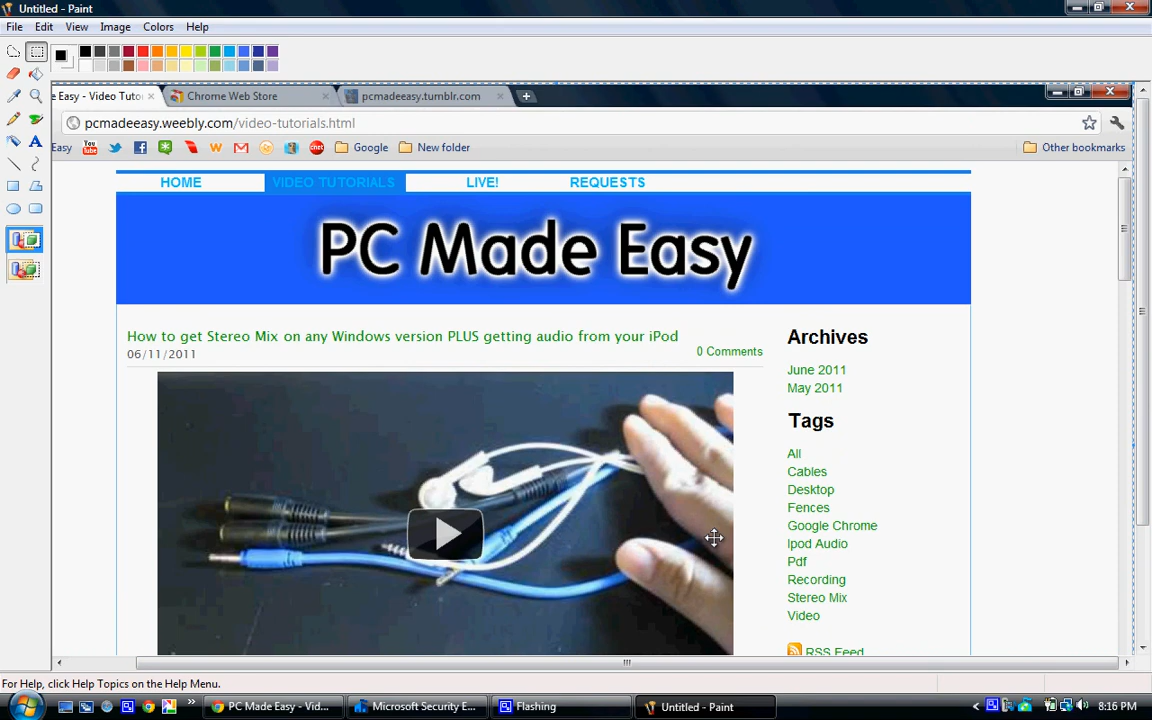 Untitled - Paint
File Edit View Image Colors Help
e Easy - Video Tuto
Chrome Web Store
pcmadeeasy.tumblr.com
pcmadeeasy.weebly.com/video-tutorials.html
Easy
You Tube
Google
New folder
Other bookmarks
HOME VIDEO TUTORIALS LIVE! REQUESTS
PC Made Easy
How to get Stereo Mix on any Windows version PLUS getting audio from your iPod
06/11/2011
0 Comments
Archives
June 2011
May 2011
Tags
All
Cables
Desktop
Fences
Google Chrome
Ipod Audio
Pdf
Recording
Stereo Mix
Video
RSS Feed
For Help, click Help Topics on the Help Menu.
PC Made Easy - Vid...
Microsoft Security E...
Flashing
Untitled - Paint
8:16 PM